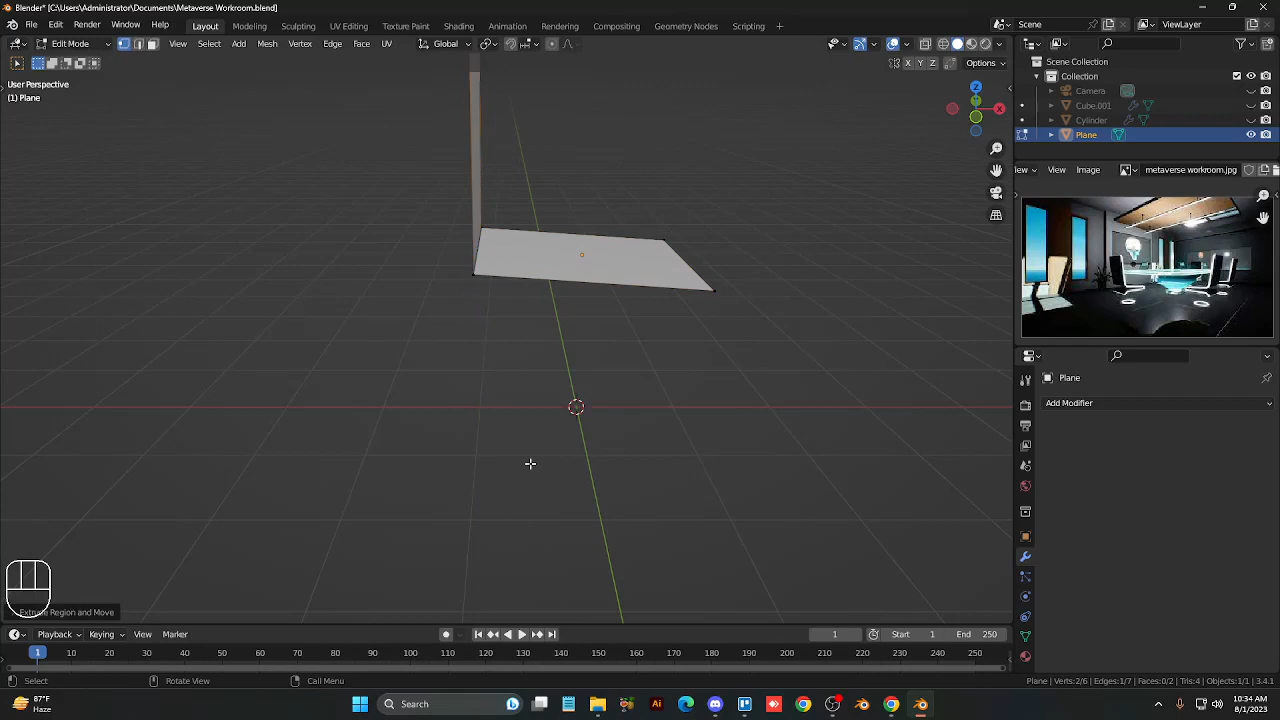 Blender* [C:\Users\Administrator\Documents\Metaverse Workroom.blend]
File Edit Render Window Help Layout Modeling Sculpting UV Editing Texture Paint Shading Animation Rendering Compositing Geometry Nodes Scripting + Scene ViewLayer
Edit Mode View Select Add Mesh Vertex Edge Face UV Global
X Y Z Options
User Perspective
(1) Plane
Z
X
Scene Collection
Collection
Camera
Cube.001
Cylinder
Plane
View Image metaverse workroom.jpg
Plane
Add Modifier
Extrude Region and Move
Playback Keying View Marker 1 Start 1 End 250
1 10 20 30 40 50 60 70 80 90 100 110 120 130 140 150 160 170 180 190 200 210 220 230 240 250
Select Rotate View Call Menu Plane | Verts:2/6 | Edges:1/7 | Faces:0/2 | Tris:4 | Objects:1/1 | 3.4.1
87°F
Haze
Search
10:34 AM
8/1/2023